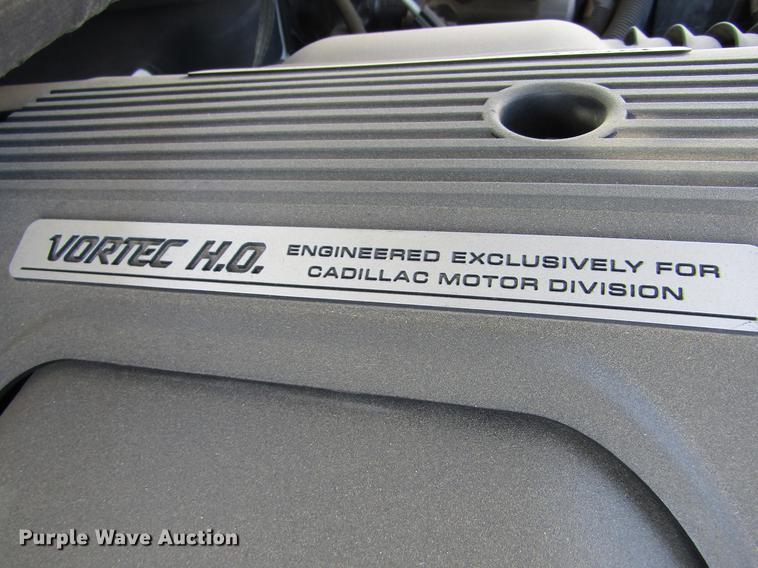 VORTEC H.O. ENGINEERED EXCLUSIVELY FOR
CADILLAC MOTOR DIVISION
Purple Wave Auction